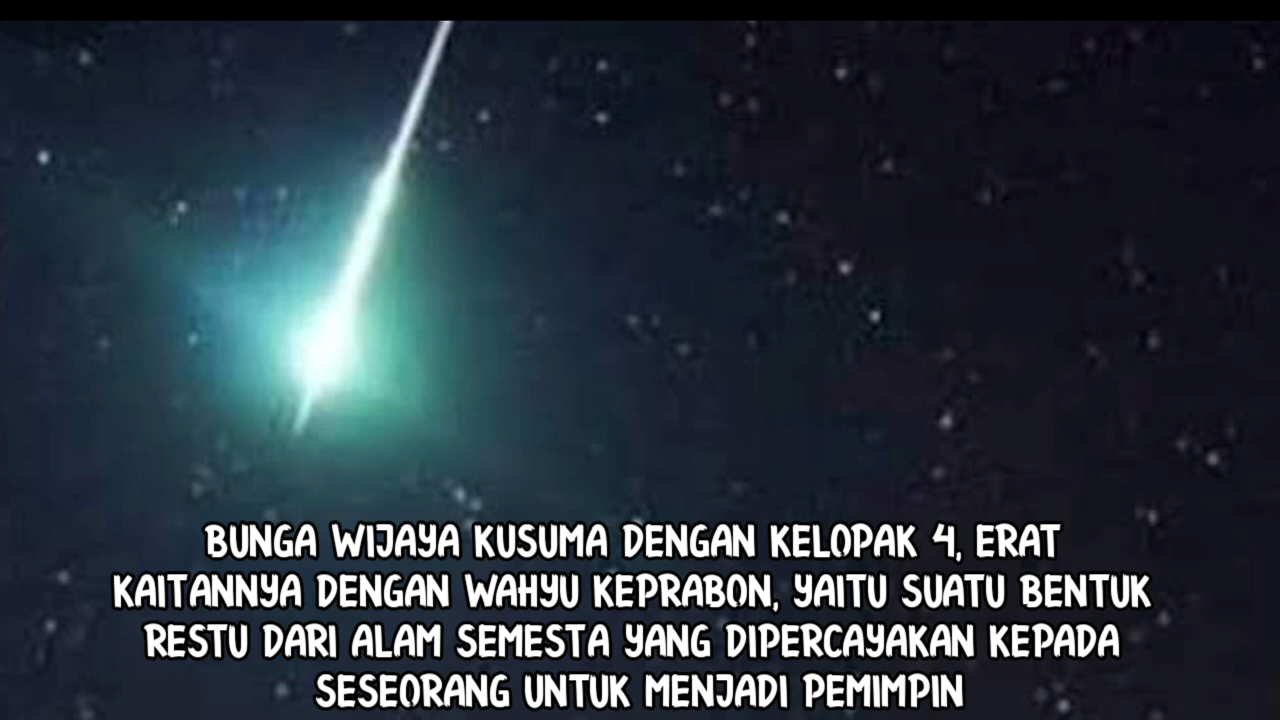 BUNGA WIJAYA KUSUMA DENGAN KELOPAK 4, ERAT
KAITANNYA DENGAN WAHYU KEPRABON, YAITU SUATU BENTUK
RESTU DARI ALAM SEMESTA YANG DIPERCAYAKAN KEPADA
SESEORANG UNTUK MENJADI PEMIMPIN